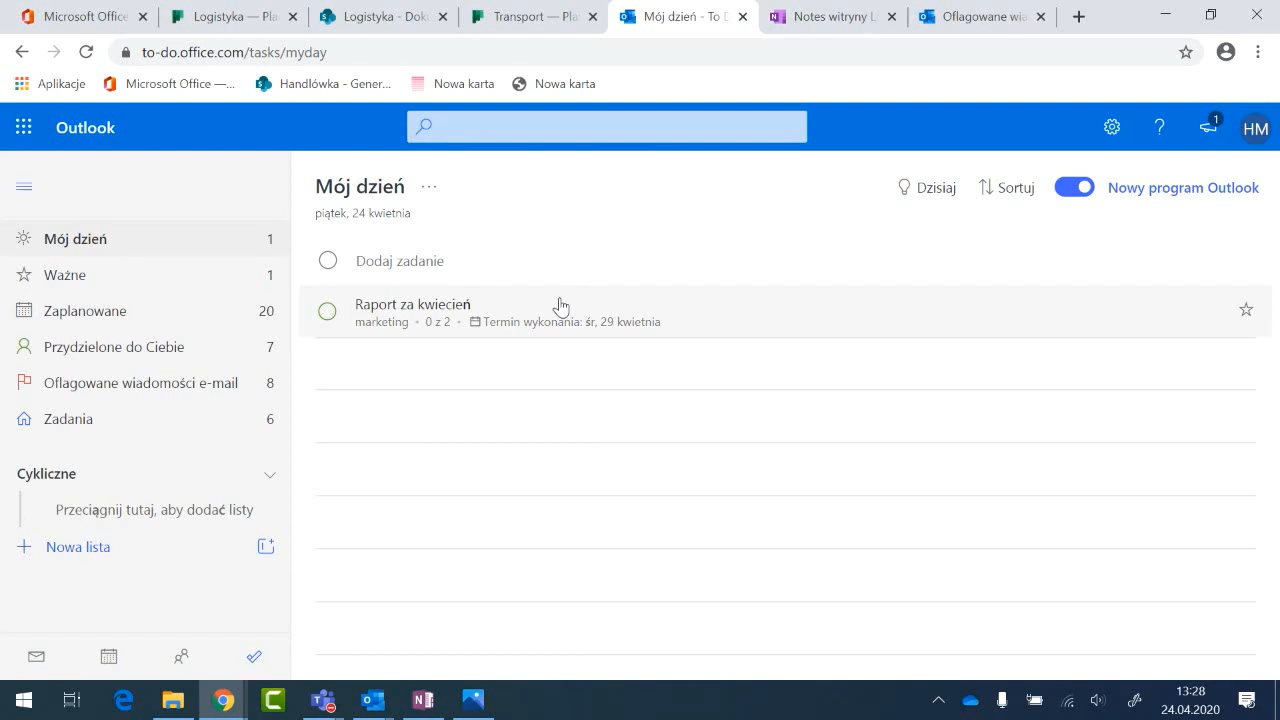 Microsoft Office
Logistyka — Pla
Logistyka - Dok
Transport — Pla
Mój dzień - To D
Notes witryny L
Oflagowane wia
to-do.office.com/tasks/myday
Aplikacje
Microsoft Office —...
Handlówka - Gener...
Nowa karta
Nowa karta
Outlook
1
HM
Mój dzień ...
Dzisiaj
Sortuj
Nowy program Outlook
piątek, 24 kwietnia
Mój dzień 1
Ważne 1
Zaplanowane 20
Przydzielone do Ciebie 7
Oflagowane wiadomości e-mail 8
Zadania 6
Cykliczne
Przeciągnij tutaj, aby dodać listy
Nowa lista
Dodaj zadanie
Raport za kwiecień
marketing • 0 z 2 • Termin wykonania: śr, 29 kwietnia
13:28
24.04.2020